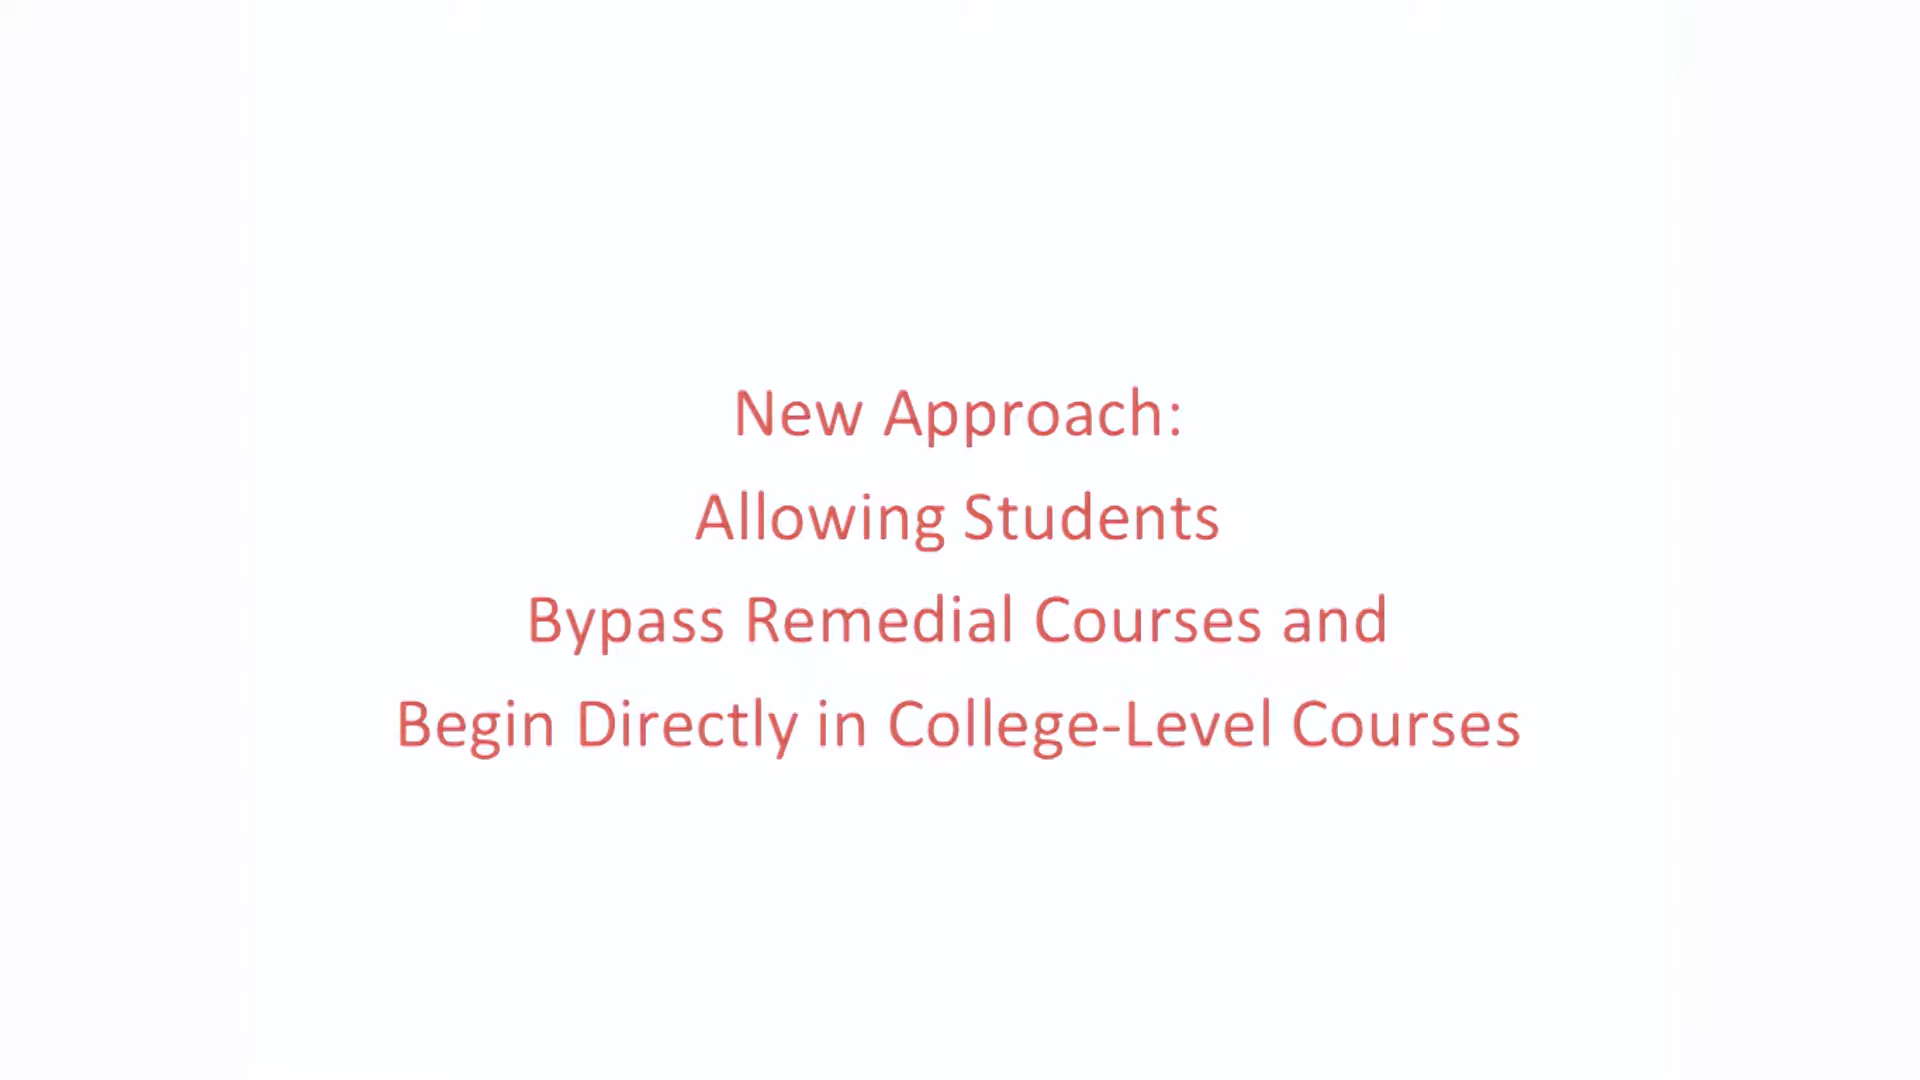 New Approach:
Allowing Students
Bypass Remedial Courses and
Begin Directly in College-Level Courses